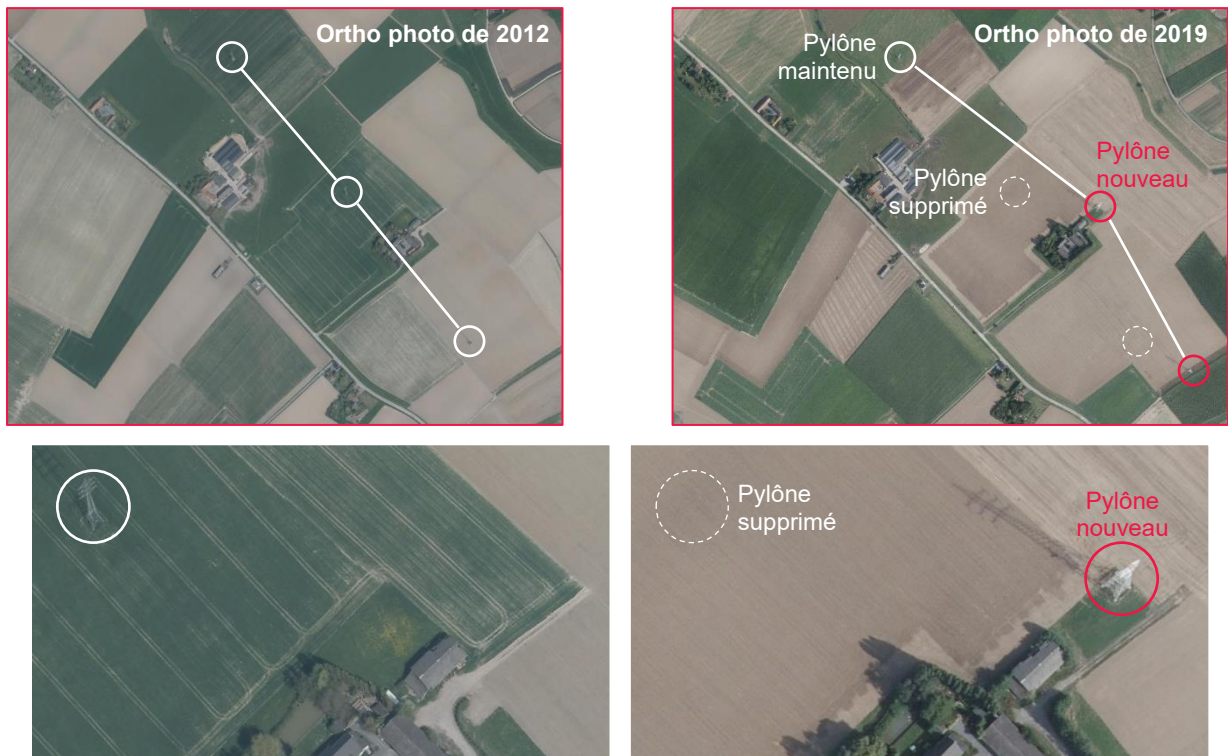 Ortho photo de 2012
Ortho photo de 2019
Pylône
maintenu
Pylône
nouveau
Pylône
supprimé
Pylône
supprimé
Pylône
nouveau